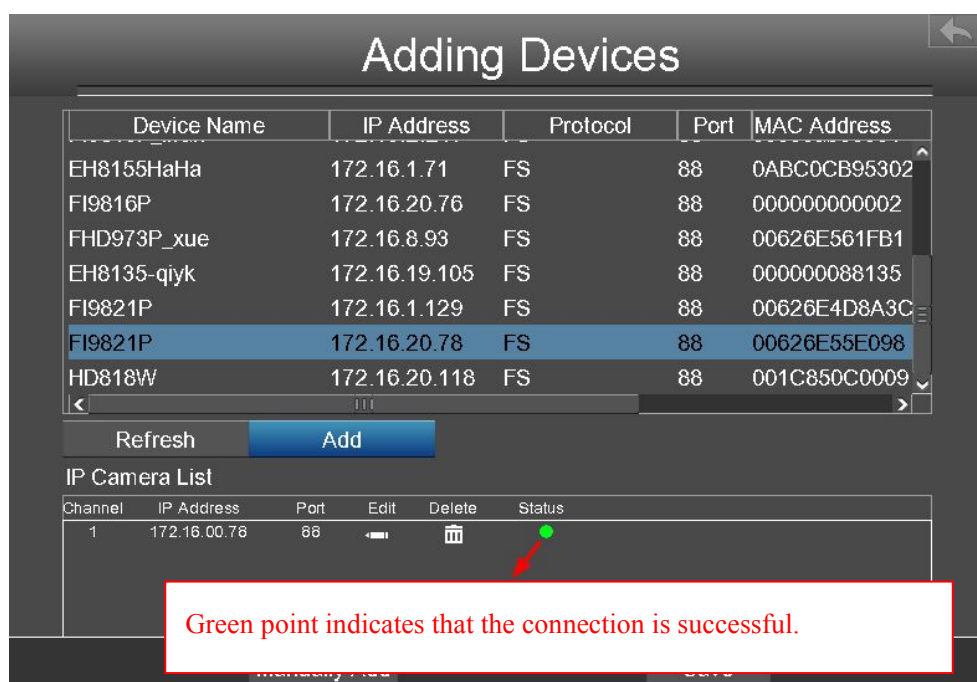 Adding Devices
Device Name IP Address Protocol Port MAC Address
EH8155HaHa 172.16.1.71 FS 88 0ABC0CB95302
FI9816P 172.16.20.76 FS 88 000000000002
FHD973P_xue 172.16.8.93 FS 88 00626E561FB1
EH8135-qiyk 172.16.19.105 FS 88 000000088135
FI9821P 172.16.1.129 FS 88 00626E4D8A3C
FI9821P 172.16.20.78 FS 88 00626E55E098
HD818W 172.16.20.118 FS 88 001C850C0009
Refresh Add
IP Camera List
Channel IP Address Port Edit Delete Status
1 172.16.00.78 88
Green point indicates that the connection is successful.
Manually Add Save